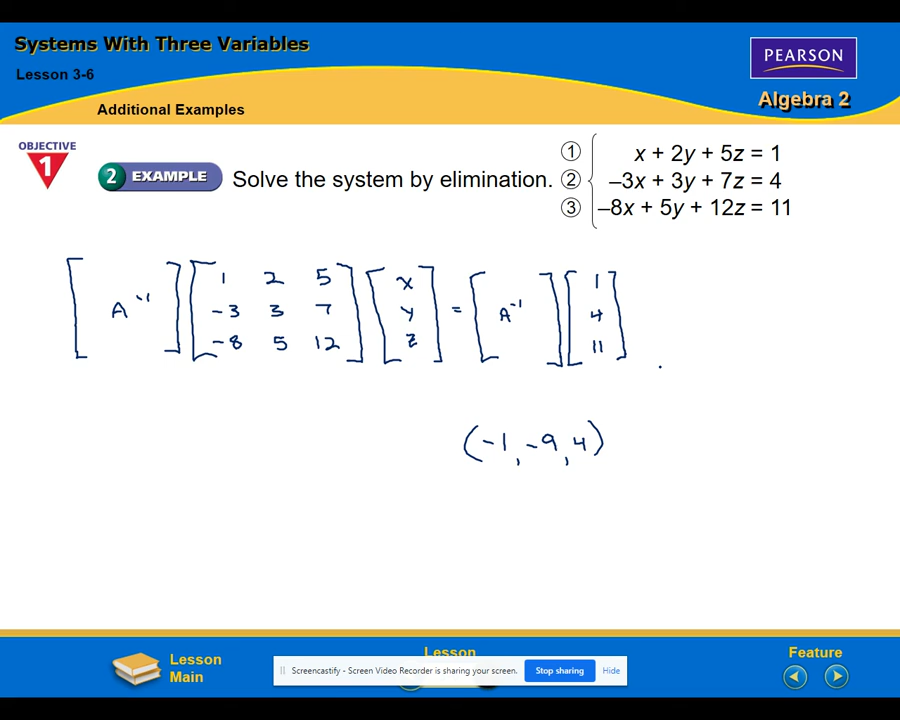 Systems With Three Variables
PEARSON
Lesson 3-6
Algebra 2
Additional Examples
OBJECTIVE
1
2 EXAMPLE Solve the system by elimination.
① x + 2y + 5z = 1
② –3x + 3y + 7z = 4
③ –8x + 5y + 12z = 11
[ A⁻¹ ] [ 1 2 5 ] [ x ] = [ A⁻¹ ] [ 1 ]
-3 3 7 y 4
-8 5 12 z 11
(-1, -9, 4)
Lesson
Main
Lesson
Feature
Screencastify - Screen Video Recorder is sharing your screen. Stop sharing Hide